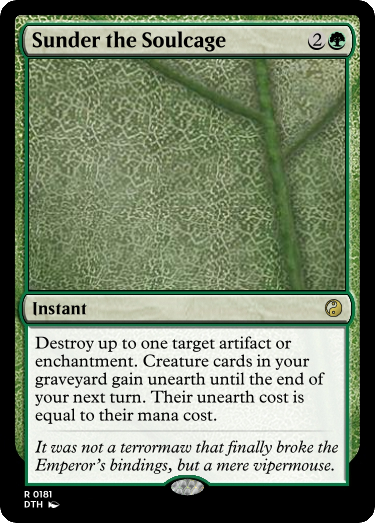 Sunder the Soulcage 2
Instant
Destroy up to one target artifact or
enchantment. Creature cards in your
graveyard gain unearth until the end of
your next turn. Their unearth cost is
equal to their mana cost.
It was not a terrormaw that finally broke the
Emperor's bindings, but a mere vipermouse.
R 0181
DTH